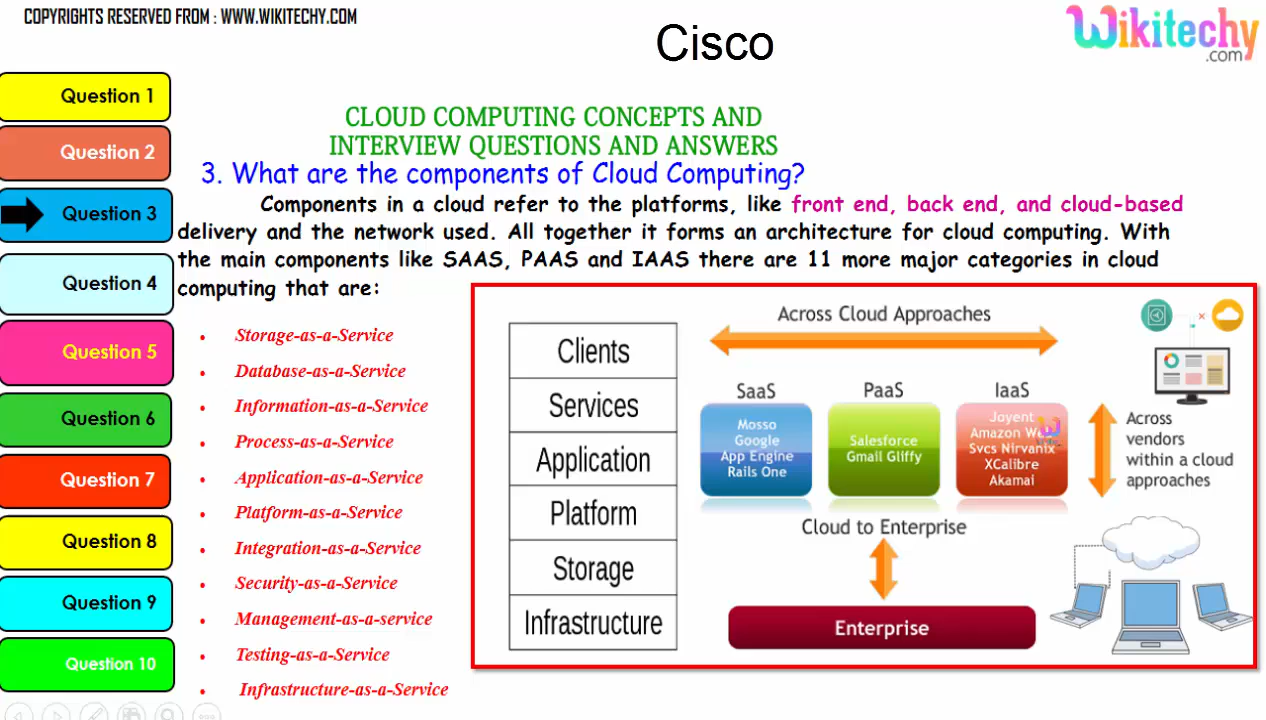 COPYRIGHTS RESERVED FROM : WWW.WIKITECHY.COM
Cisco
Wikitechy
.com
Question 1
Question 2
Question 3
Question 4
Question 5
Question 6
Question 7
Question 8
Question 9
Question 10
CLOUD COMPUTING CONCEPTS AND
INTERVIEW QUESTIONS AND ANSWERS
3. What are the components of Cloud Computing?
Components in a cloud refer to the platforms, like front end, back end, and cloud-based
delivery and the network used. All together it forms an architecture for cloud computing. With
the main components like SAAS, PAAS and IAAS there are 11 more major categories in cloud
computing that are:
• Storage-as-a-Service
• Database-as-a-Service
• Information-as-a-Service
• Process-as-a-Service
• Application-as-a-Service
• Platform-as-a-Service
• Integration-as-a-Service
• Security-as-a-Service
• Management-as-a-service
• Testing-as-a-Service
• Infrastructure-as-a-Service
Clients
Services
Application
Platform
Storage
Infrastructure
Across Cloud Approaches
SaaS
Mosso
Google
App Engine
Rails One
PaaS
Salesforce
Gmail Gliffy
IaaS
Joyent
Amazon
Svcs Nirvanix
XCalibre
Akamai
Across
vendors
within a cloud
approaches
Cloud to Enterprise
Enterprise